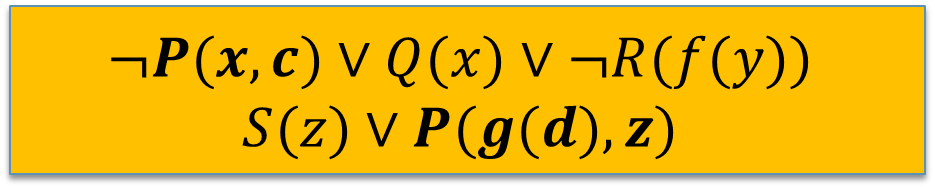 ¬P(x, c) ∨ Q(x) ∨ ¬R(f(y))
S(z) ∨ P(g(d), z)